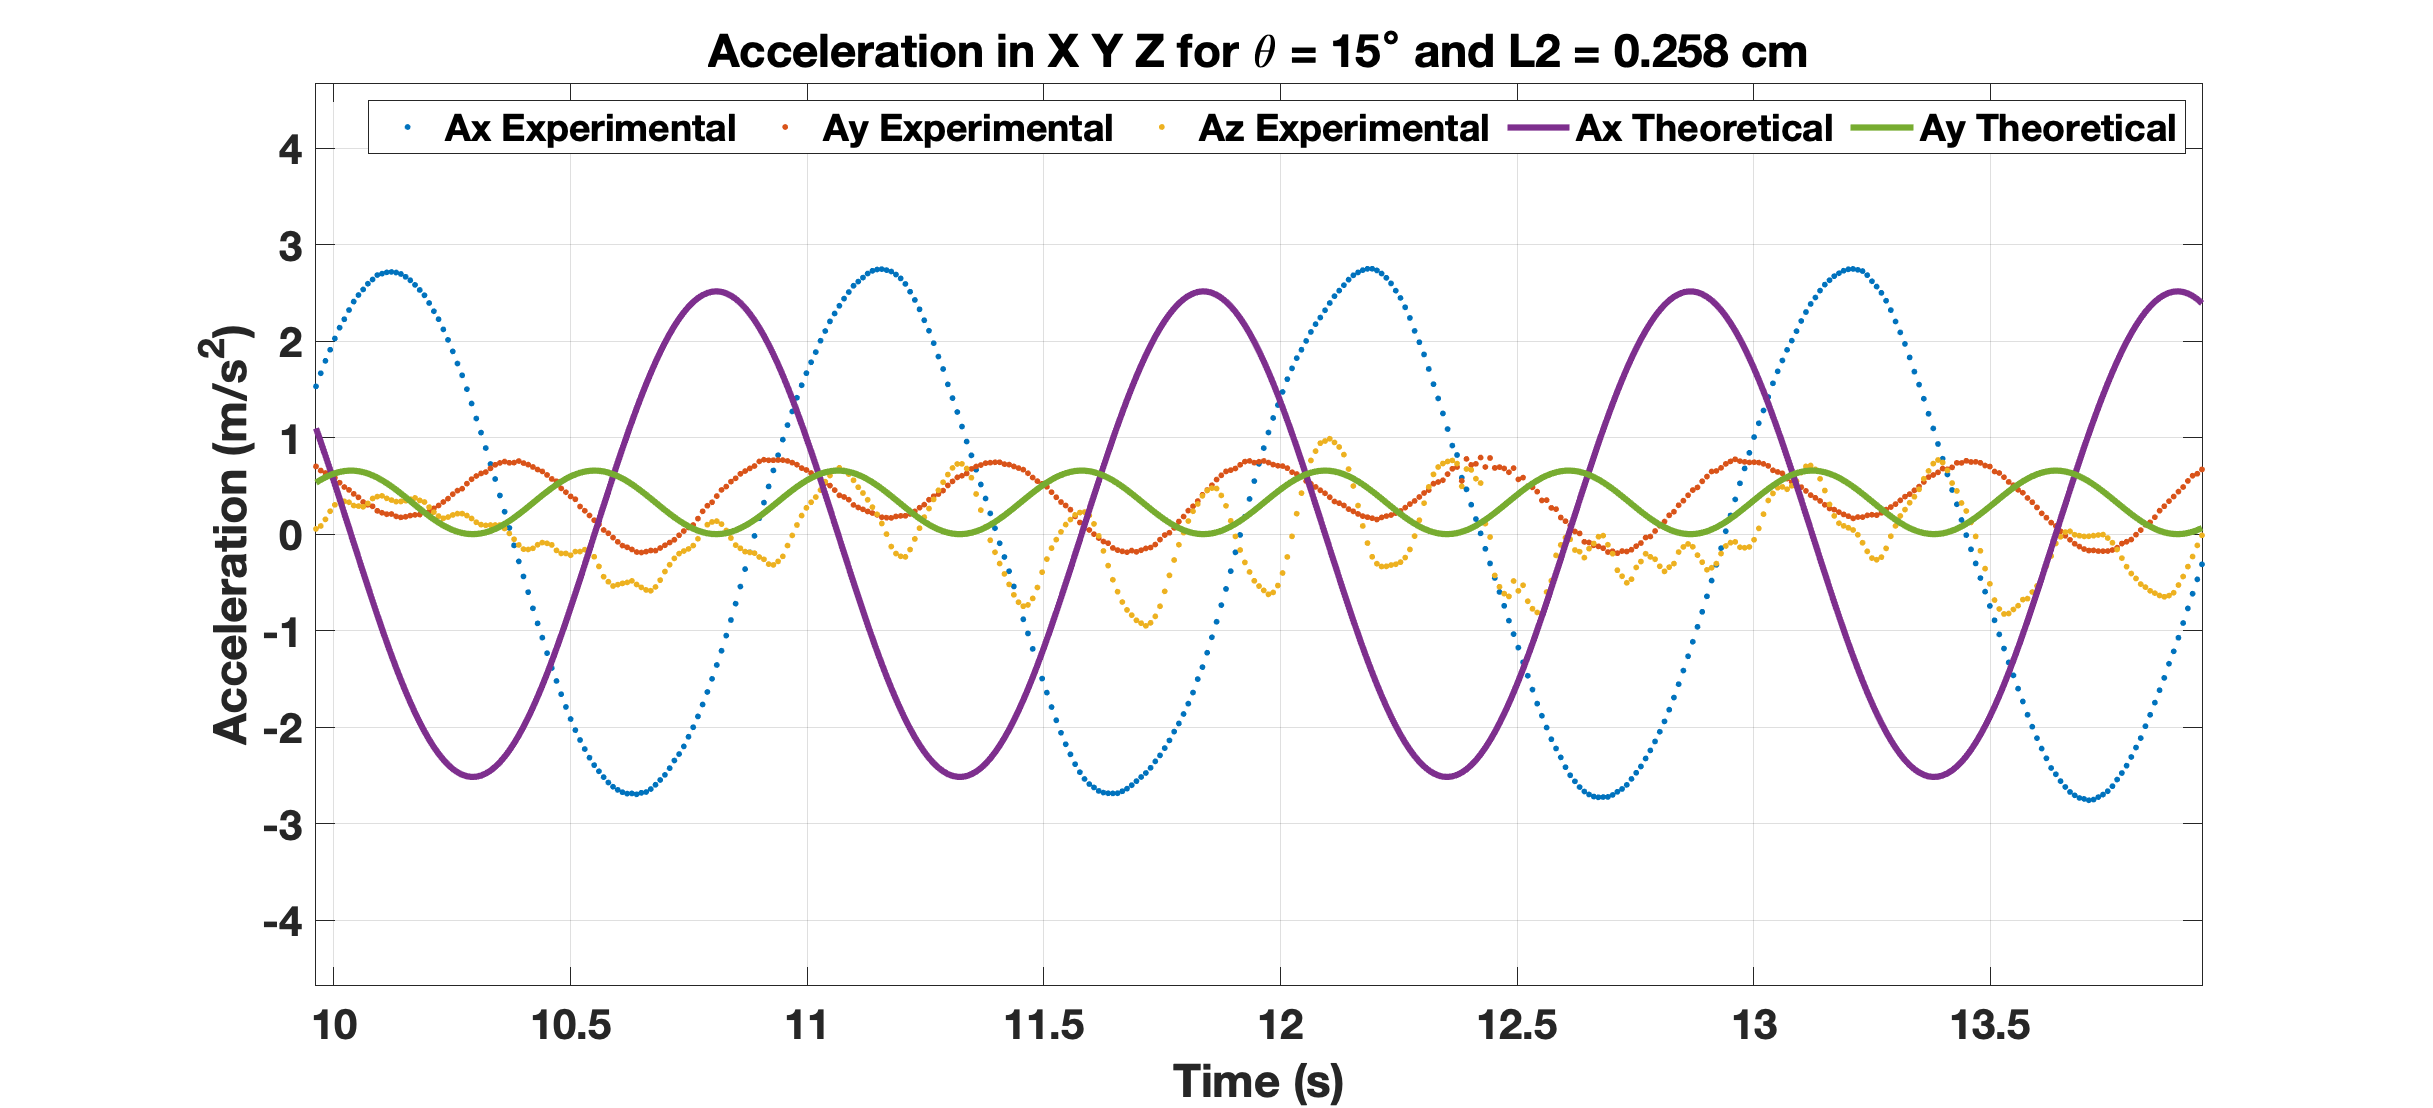 Acceleration in X Y Z for θ = 15° and L2 = 0.258 cm
Ax Experimental Ay Experimental Az Experimental Ax Theoretical Ay Theoretical
4
3
2
1
0
-1
-2
-3
-4
Acceleration (m/s²)
10 10.5 11 11.5 12 12.5 13 13.5
Time (s)